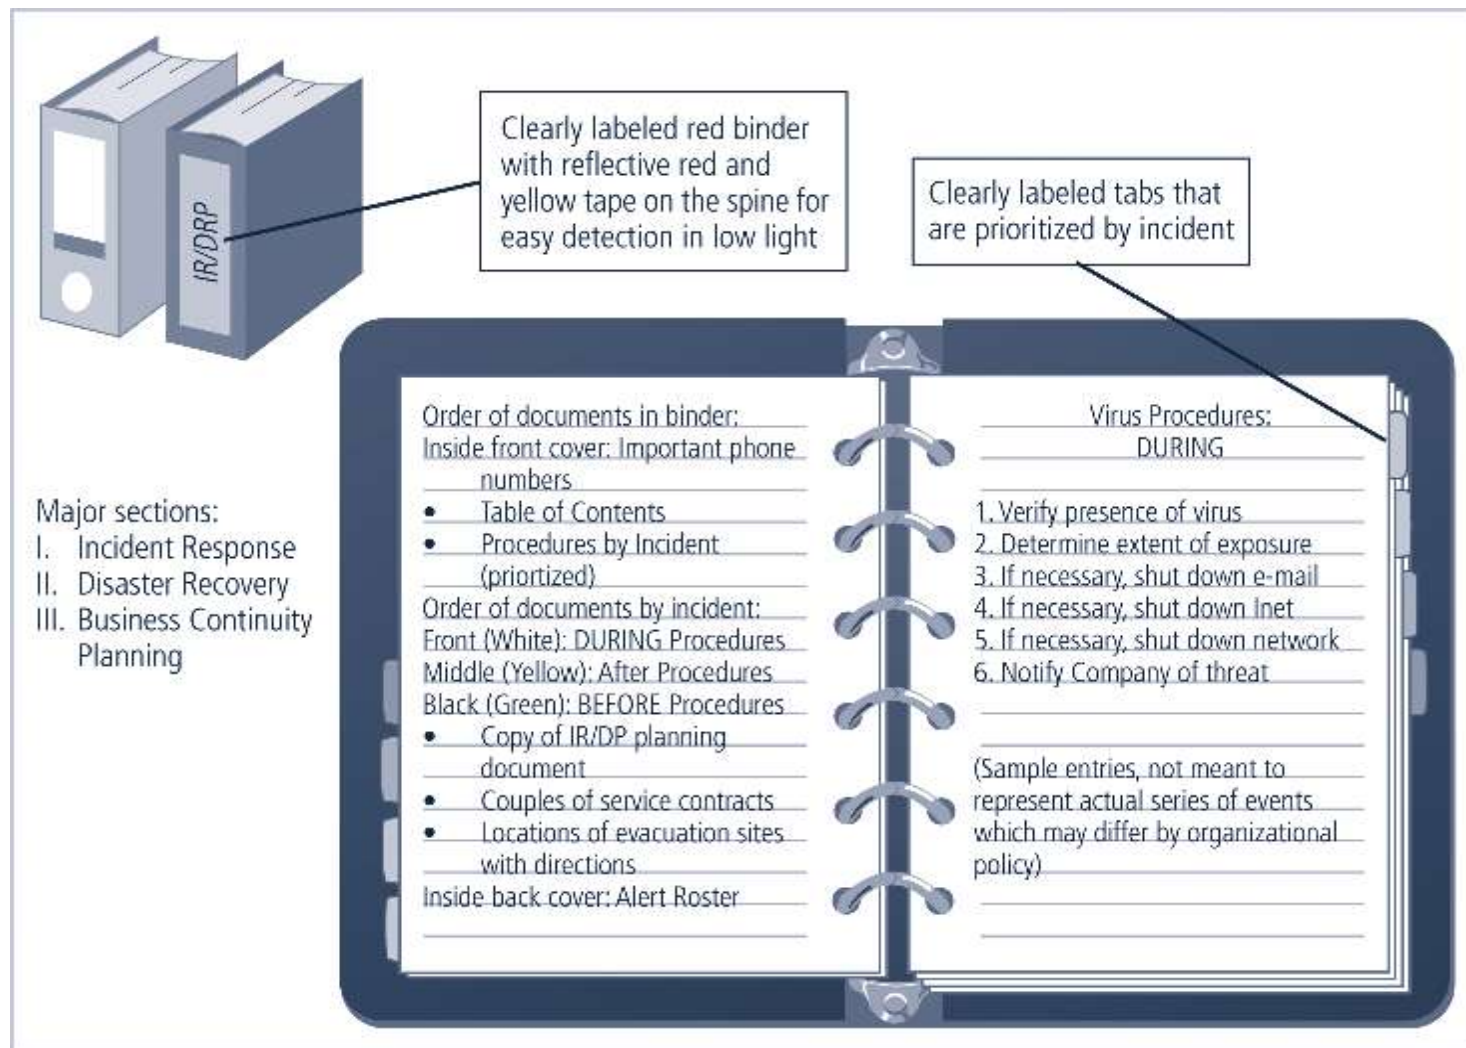 IR/DRP
Clearly labeled red binder
with reflective red and
yellow tape on the spine for
easy detection in low light
Clearly labeled tabs that
are prioritized by incident
Major sections:
I. Incident Response
II. Disaster Recovery
III. Business Continuity
Planning
Order of documents in binder:
Inside front cover: Important phone
numbers
• Table of Contents
• Procedures by Incident
(priortized)
Order of documents by incident:
Front (White): DURING Procedures
Middle (Yellow): After Procedures
Black (Green): BEFORE Procedures
• Copy of IR/DP planning
document
• Couples of service contracts
• Locations of evacuation sites
with directions
Inside back cover: Alert Roster
Virus Procedures:
DURING
1. Verify presence of virus
2. Determine extent of exposure
3. If necessary, shut down e-mail
4. If necessary, shut down Inet
5. If necessary, shut down network
6. Notify Company of threat
(Sample entries, not meant to
represent actual series of events
which may differ by organizational
policy)